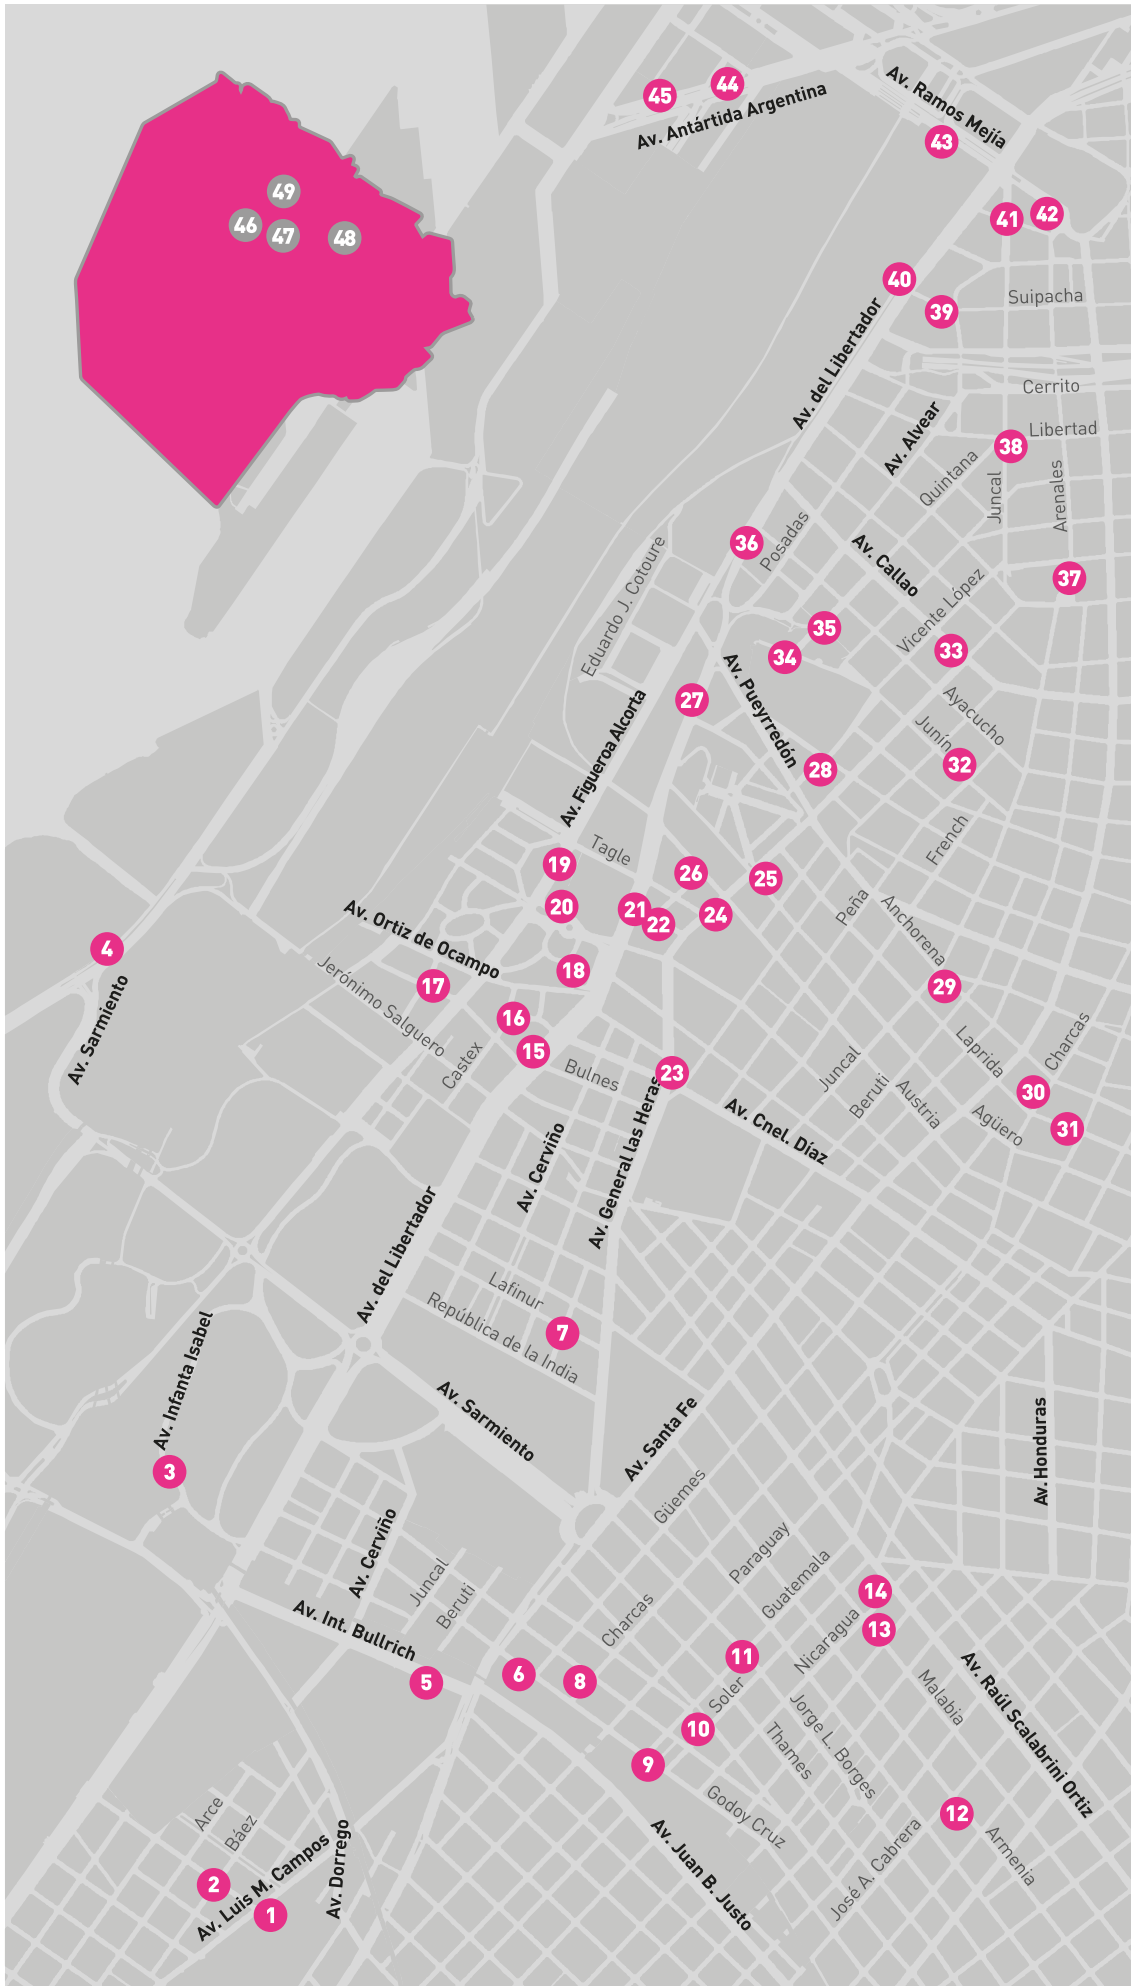 45
44
Av. Antártida Argentina
Av. Ramos Mejía
43
49
46
47
48
41
42
40
39
Suipacha
Av. del Libertador
Cerrito
Av. Alvear
Libertad
38
Quintana
Juncal
Arenales
36
Posadas
Av. Callao
37
Eduardo J. Cotoure
Vicente López
35
34
33
27
Av. Pueyrredón
Ayacucho
Junín
32
28
Av. Figueroa Alcorta
Tagle
French
19
26
25
20
21
22
24
Peña
Anchorena
Av. Ortiz de Ocampo
4
18
17
29
Jerónimo Salguero
16
Av. Sarmiento
15
Castex
Bulnes
23
Laprida
Charcas
Juncal
Beruti
Austria
30
Agüero
31
Av. Cnel. Díaz
Av. Cerviño
Av. General las Heras
Av. del Libertador
Lafinur
República de la India
7
Av. Infanta Isabel
Av. Sarmiento
Av. Santa Fe
Av. Honduras
3
Güemes
Av. Cerviño
Paraguay
Guatemala
Juncal
Beruti
14
Av. Int. Bullrich
Charcas
Nicaragua
13
11
6
8
5
Soler
Malabia
Av. Raúl Scalabrini Ortiz
10
Jorge L. Borges
Thames
9
Godoy Cruz
12
Arce
Báez
Av. Dorrego
Av. Juan B. Justo
José A. Cabrera
Armenia
2
Av. Luis M. Campos
1